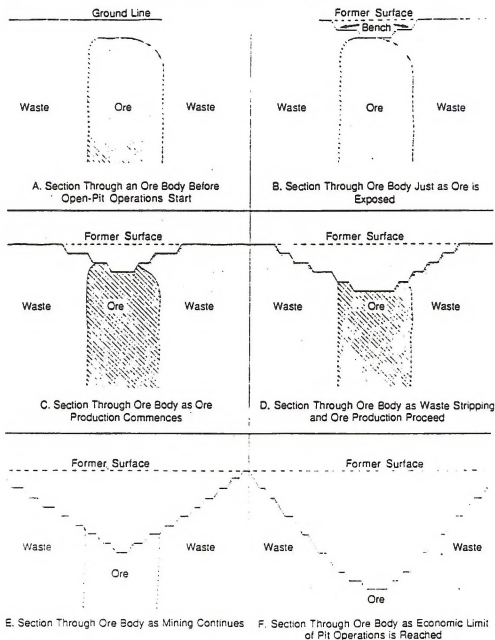 Ground Line
Waste
Ore
Waste
A. Section Through an Ore Body Before
Open-Pit Operations Start
Former Surface
Bench
Waste
Ore
Waste
B. Section Through Ore Body Just as Ore is
Exposed
Former Surface
Waste
Ore
Waste
C. Section Through Ore Body as Ore
Production Commences
Former Surface
Waste
Ore
Waste
D. Section Through Ore Body as Waste Stripping
and Ore Production Proceed
Former Surface
Waste
Ore
Waste
E. Section Through Ore Body as Mining Continues
Former Surface
Waste
Ore
Waste
F. Section Through Ore Body as Economic Limit
of Pit Operations is Reached